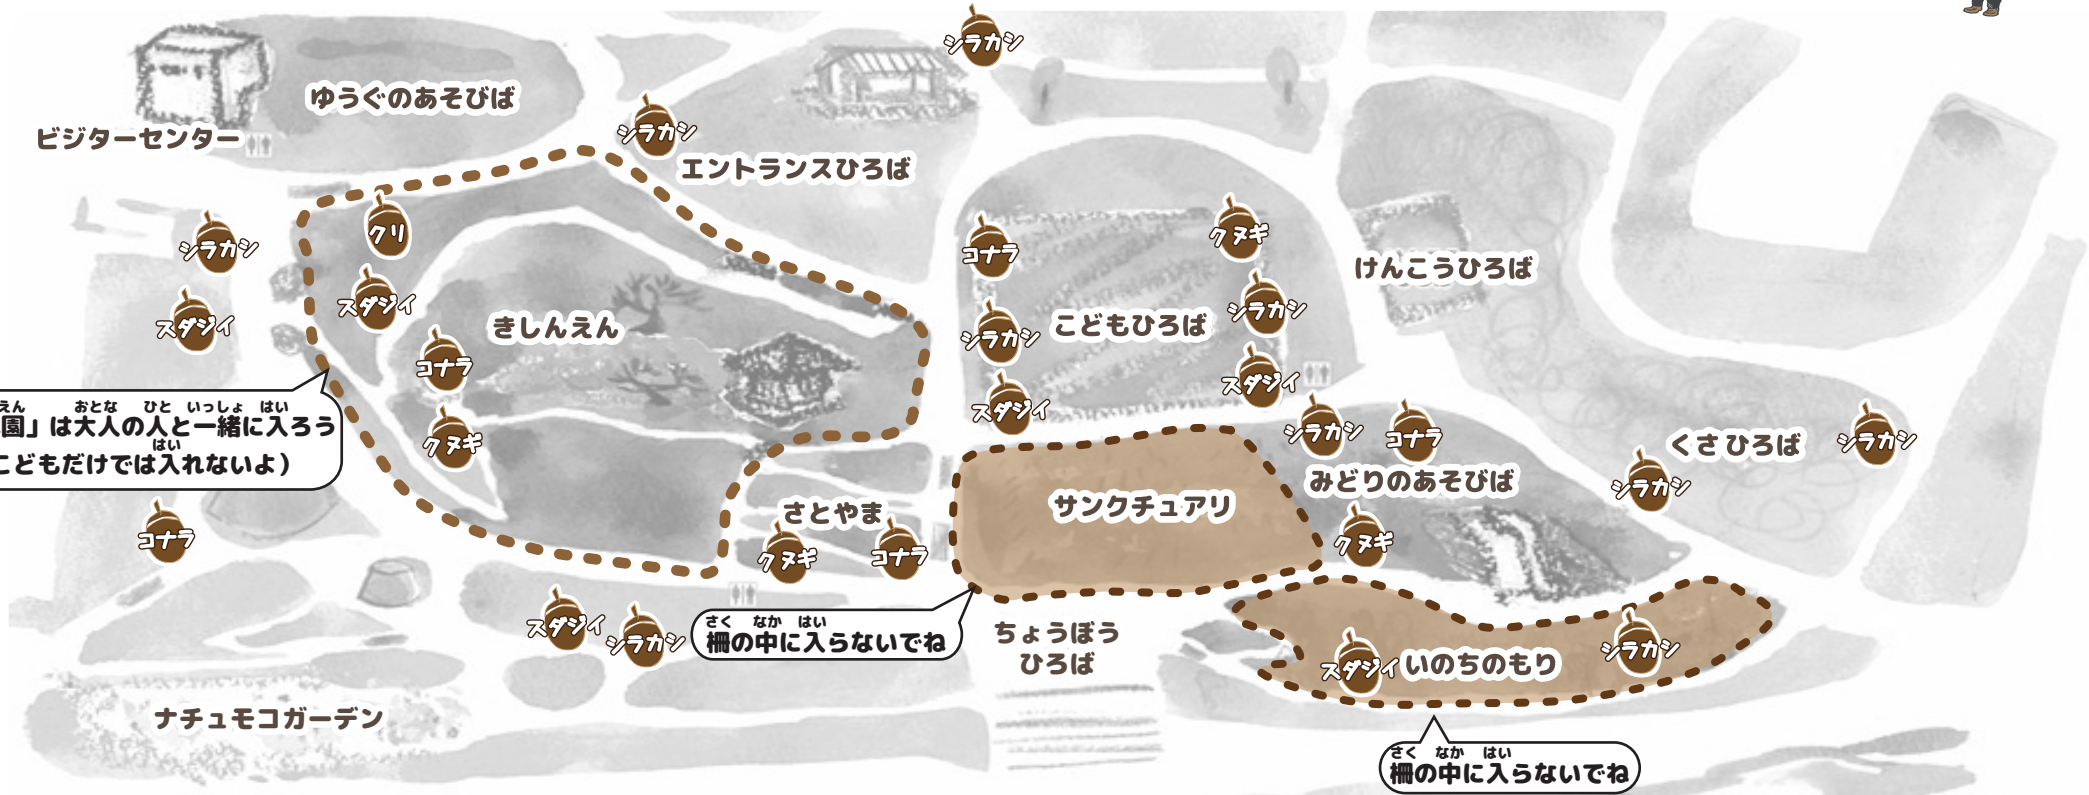 シラカシ
ゆうぐのあそびば
シラカシ
ビジターセンター
エントランスひろば
クリ
シラカシ
コナラ
クヌギ
けんこうひろば
スダジイ
シラカシ
スダジイ
きしんえん
こどもひろば
シラカシ
コナラ
スダジイ
スダジイ
えん おとな ひと いっしょ はい
園」は大人の人と一緒に入ろう
はい
こどもだけでは入れないよ）
クヌギ
シラカシ
コナラ
くさひろば
シラカシ
シラカシ
みどりのあそびば
サンクチュアリ
さとやま
コナラ
クヌギ
コナラ
クヌギ
スダジイ
シラカシ
さく なか はい
柵の中に入らないでね
ちょうぼう
ひろば
スダジイ
いのちのもり
シラカシ
ナチュモコガーデン
さく なか はい
柵の中に入らないでね